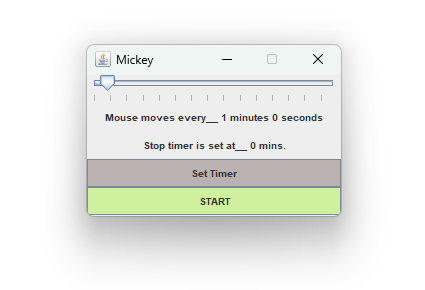 Mickey
Mouse moves every__ 1 minutes 0 seconds
Stop timer is set at__ 0 mins.
Set Timer
START